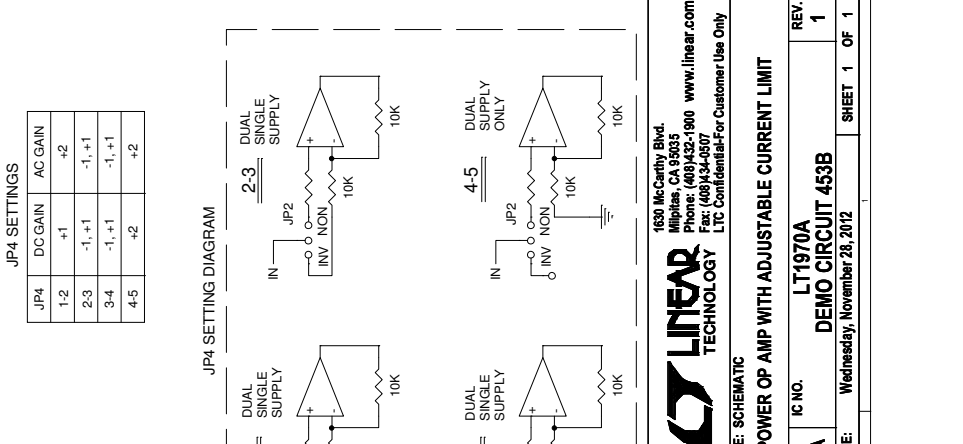 JP4 SETTINGS
JP4 DC GAIN AC GAIN
1-2 +1 +2
2-3 -1, +1 -1, +1
3-4 -1, +1 -1, +1
4-5 +2 +2
JP4 SETTING DIAGRAM
DUAL
SINGLE
SUPPLY
+
-
10K
2-3
DUAL
SINGLE
SUPPLY
JP2
IN
INV NON
10K
+
-
10K
DUAL
SINGLE
SUPPLY
+
-
10K
4-5
DUAL
SUPPLY
ONLY
JP2
IN
INV NON
10K
+
-
10K
LINEAR
TECHNOLOGY
1630 McCarthy Blvd.
Milpitas, CA 95035
Phone: (408)432-1900 www.linear.com
Fax: (408)434-0507
LTC Confidential-For Customer Use Only
E: SCHEMATIC
POWER OP AMP WITH ADJUSTABLE CURRENT LIMIT
IC NO.
LT1970A
DEMO CIRCUIT 453B
REV.
1
E:
Wednesday, November 28, 2012
SHEET 1 OF 1
1